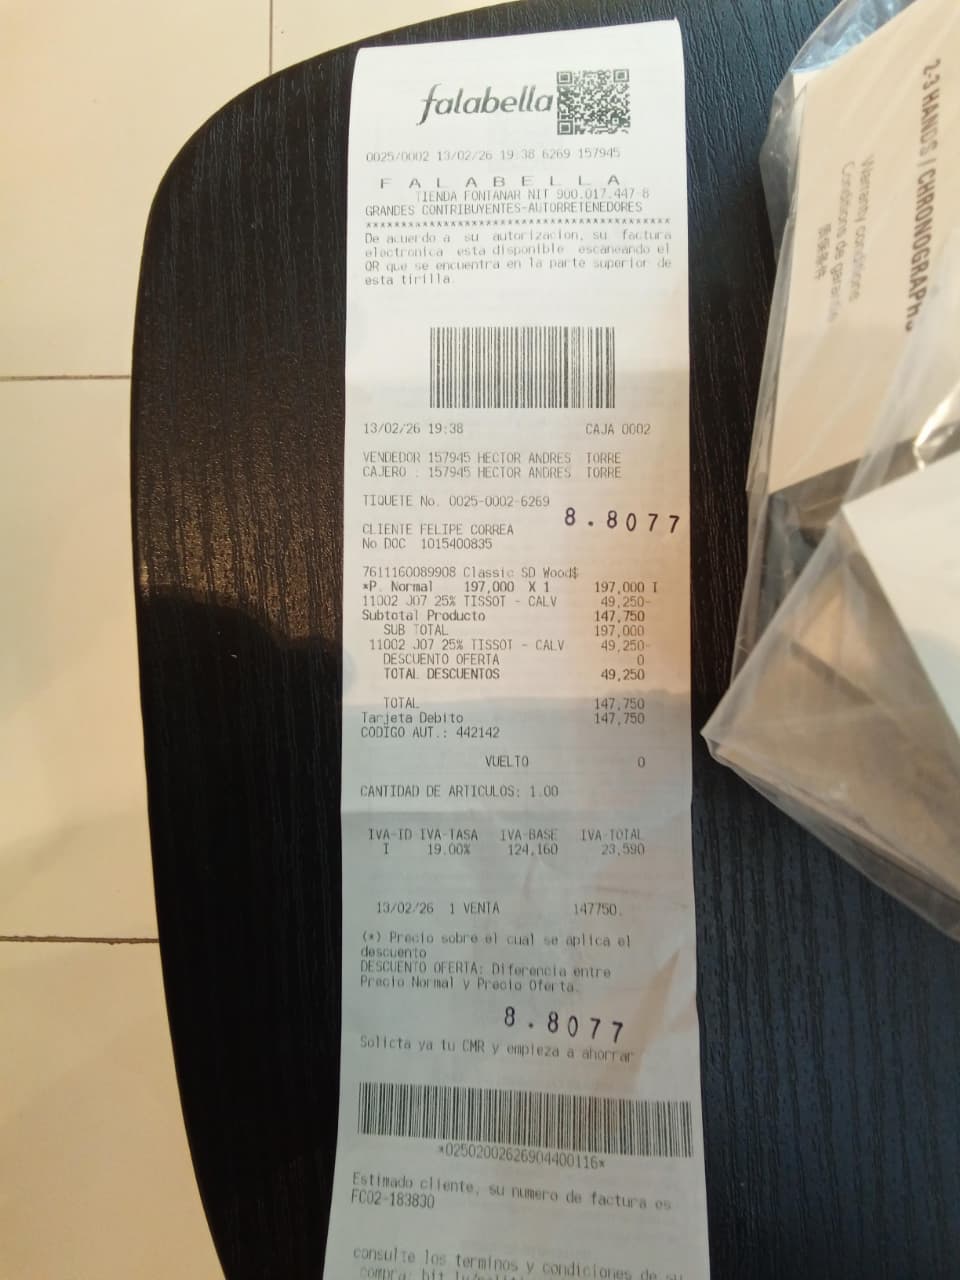 falabella
0025/0002 13/02/26 19:38 6269 157945
F A L A B E L L A
TIENDA FONTANAR NIT 900.017.447-8
GRANDES CONTRIBUYENTES-AUTORRETENEDORES
De acuerdo a su autorizacion, su factura
electronica esta disponible escaneando el
QR que se encuentra en la parte superior de
esta tirilla.
13/02/26 19:38 CAJA 0002
VENDEDOR 157945 HECTOR ANDRES TORRE
CAJERO : 157945 HECTOR ANDRES TORRE
TIQUETE No. 0025-0002-6269
8.8077
CLIENTE FELIPE CORREA
No DOC 1015400835
7611160089908 Classic SD Wood$
*P. Normal 197,000 X 1 197,000 I
11002 J07 25% TISSOT - CALV 49,250-
Subtotal Producto 147,750
SUB TOTAL 197,000
11002 J07 25% TISSOT - CALV 49,250-
DESCUENTO OFERTA 0
TOTAL DESCUENTOS 49,250
TOTAL 147,750
Tarjeta Debito 147,750
CODIGO AUT.: 442142
VUELTO 0
CANTIDAD DE ARTICULOS: 1.00
IVA-ID IVA-TASA IVA-BASE IVA-TOTAL
I 19.00% 124,160 23,590
13/02/26 1 VENTA 147750.
(*) Precio sobre el cual se aplica el
descuento
DESCUENTO OFERTA: Diferencia entre
Precio Normal y Precio Oferta.
8.8077
Solicta ya tu CMR y empieza a ahorrar
*02502002626904400116*
Estimado cliente, su numero de factura es
FC02-183830
consulte los terminos y condiciones de su
compra:
2-3 HANDS / CHRONOGRAPHS
Warranty conditions
Conditions de garantie